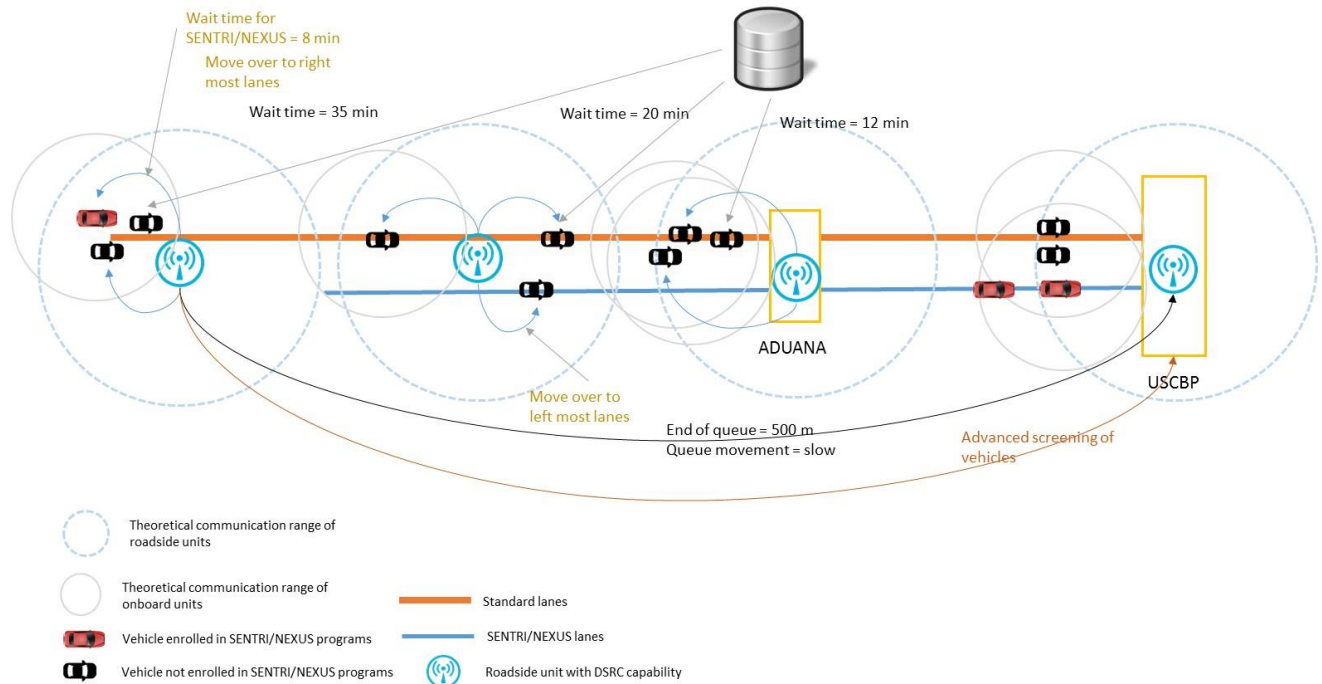 Wait time for
SENTRI/NEXUS = 8 min
Move over to right
most lanes
Wait time = 35 min
Wait time = 20 min
Wait time = 12 min
ADUANA
USCBP
Move over to
left most lanes
End of queue = 500 m
Queue movement = slow
Advanced screening of
vehicles
Theoretical communication range of
roadside units
Theoretical communication range of
onboard units
Standard lanes
Vehicle enrolled in SENTRI/NEXUS programs
SENTRI/NEXUS lanes
Vehicle not enrolled in SENTRI/NEXUS programs
Roadside unit with DSRC capability